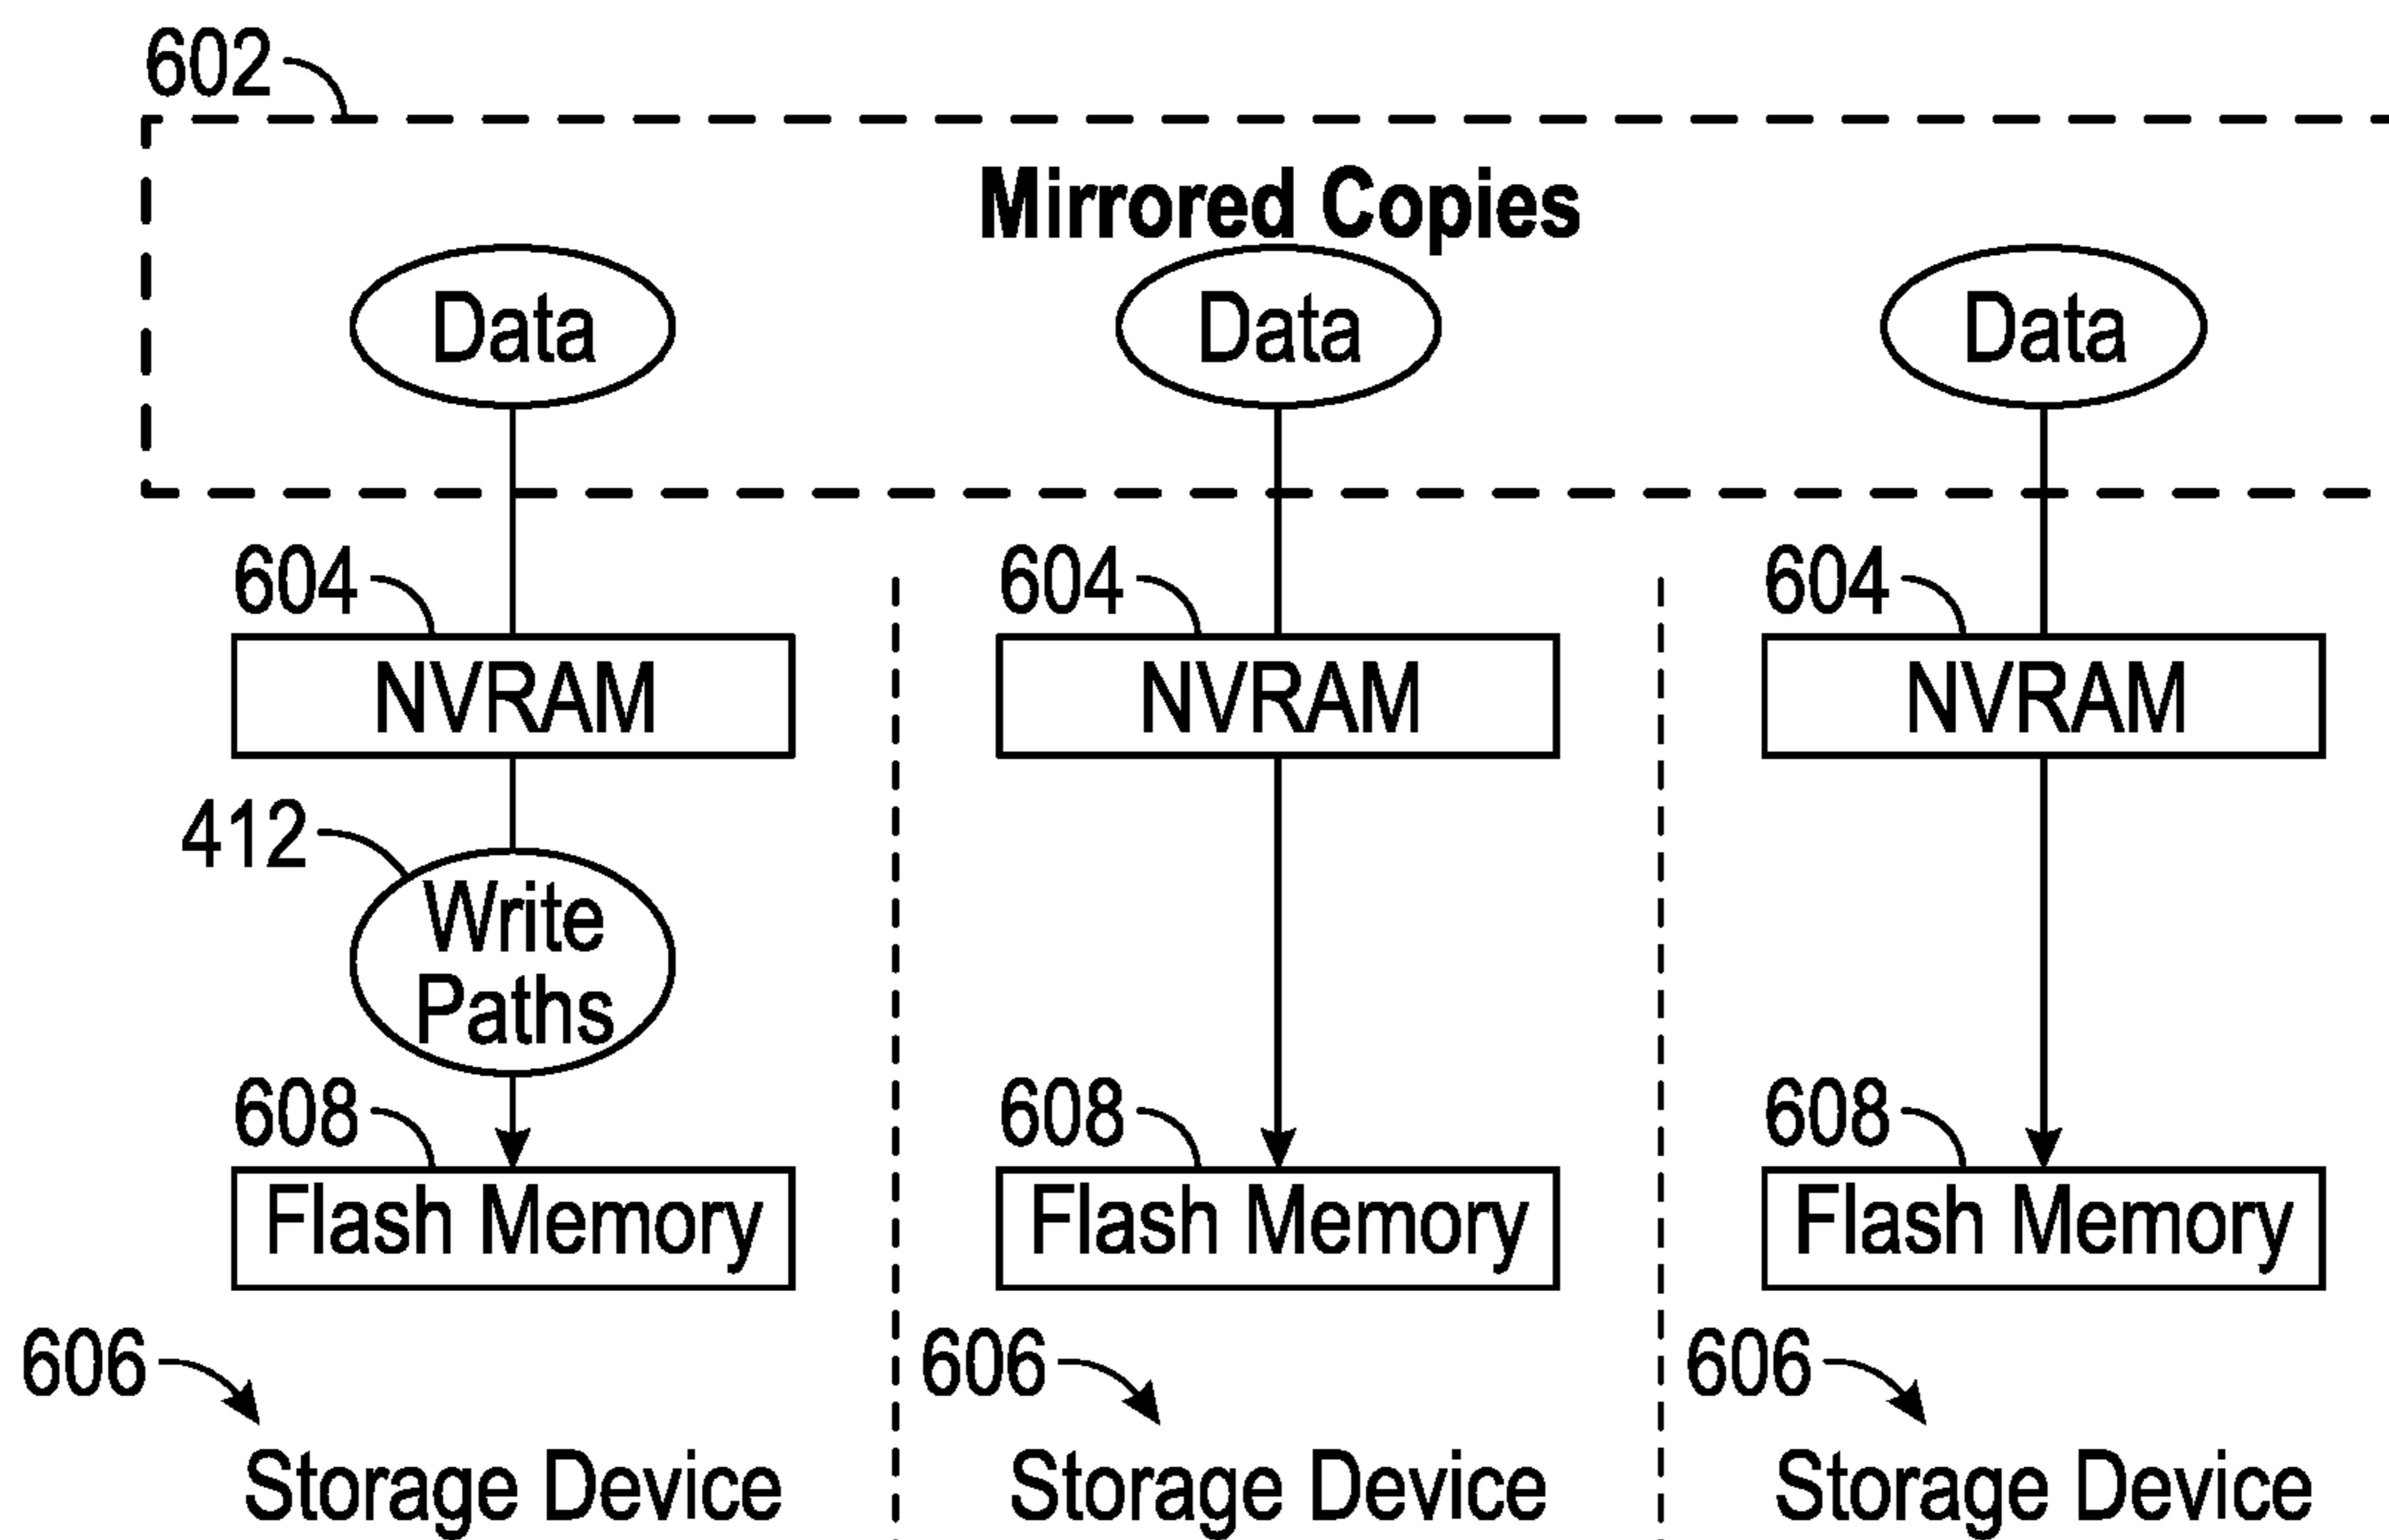 602
Mirrored Copies
Data Data Data
604 604 604
NVRAM NVRAM NVRAM
412
Write
Paths
608 608 608
Flash Memory Flash Memory Flash Memory
606 606 606
Storage Device Storage Device Storage Device